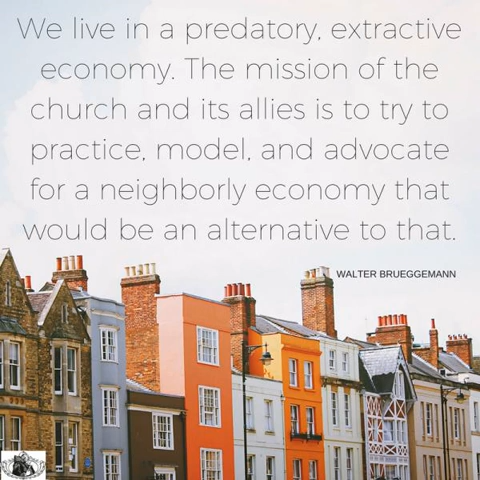 We live in a predatory, extractive
economy. The mission of the
church and its allies is to try to
practice, model, and advocate
for a neighborly economy that
would be an alternative to that.
WALTER BRUEGGEMANN